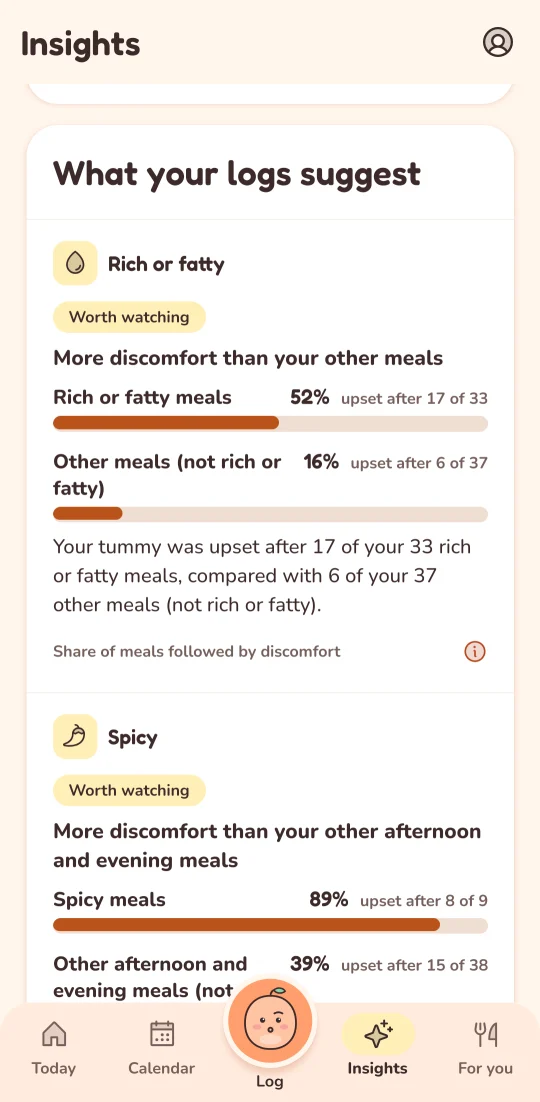 Insights
What your logs suggest
Rich or fatty
Worth watching
More discomfort than your other meals
Rich or fatty meals 52% upset after 17 of 33
Other meals (not rich or 16% upset after 6 of 37
fatty)
Your tummy was upset after 17 of your 33 rich
or fatty meals, compared with 6 of your 37
other meals (not rich or fatty).
Share of meals followed by discomfort
Spicy
Worth watching
More discomfort than your other afternoon
and evening meals
Spicy meals 89% upset after 8 of 9
Other afternoon and 39% upset after 15 of 38
evening meals (not
Today
Calendar
Log
Insights
For you